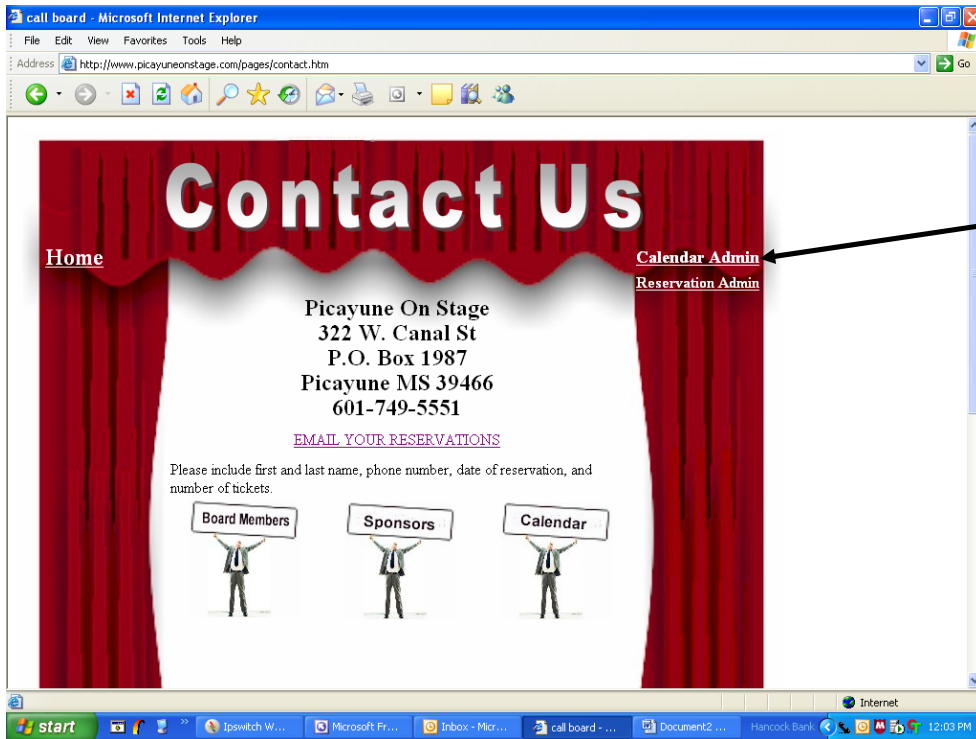 call board - Microsoft Internet Explorer
File Edit View Favorites Tools Help
Address http://www.picayuneonstage.com/pages/contact.htm Go
Contact Us
Home
Calendar Admin
Reservation Admin
Picayune On Stage
322 W. Canal St
P.O. Box 1987
Picayune MS 39466
601-749-5551
EMAIL YOUR RESERVATIONS
Please include first and last name, phone number, date of reservation, and
number of tickets.
Board Members Sponsors Calendar
Internet
start Ipswitch W... Microsoft Fr... Inbox - Micr... call board - ... Document2 ... Hancock Bank 12:03 PM